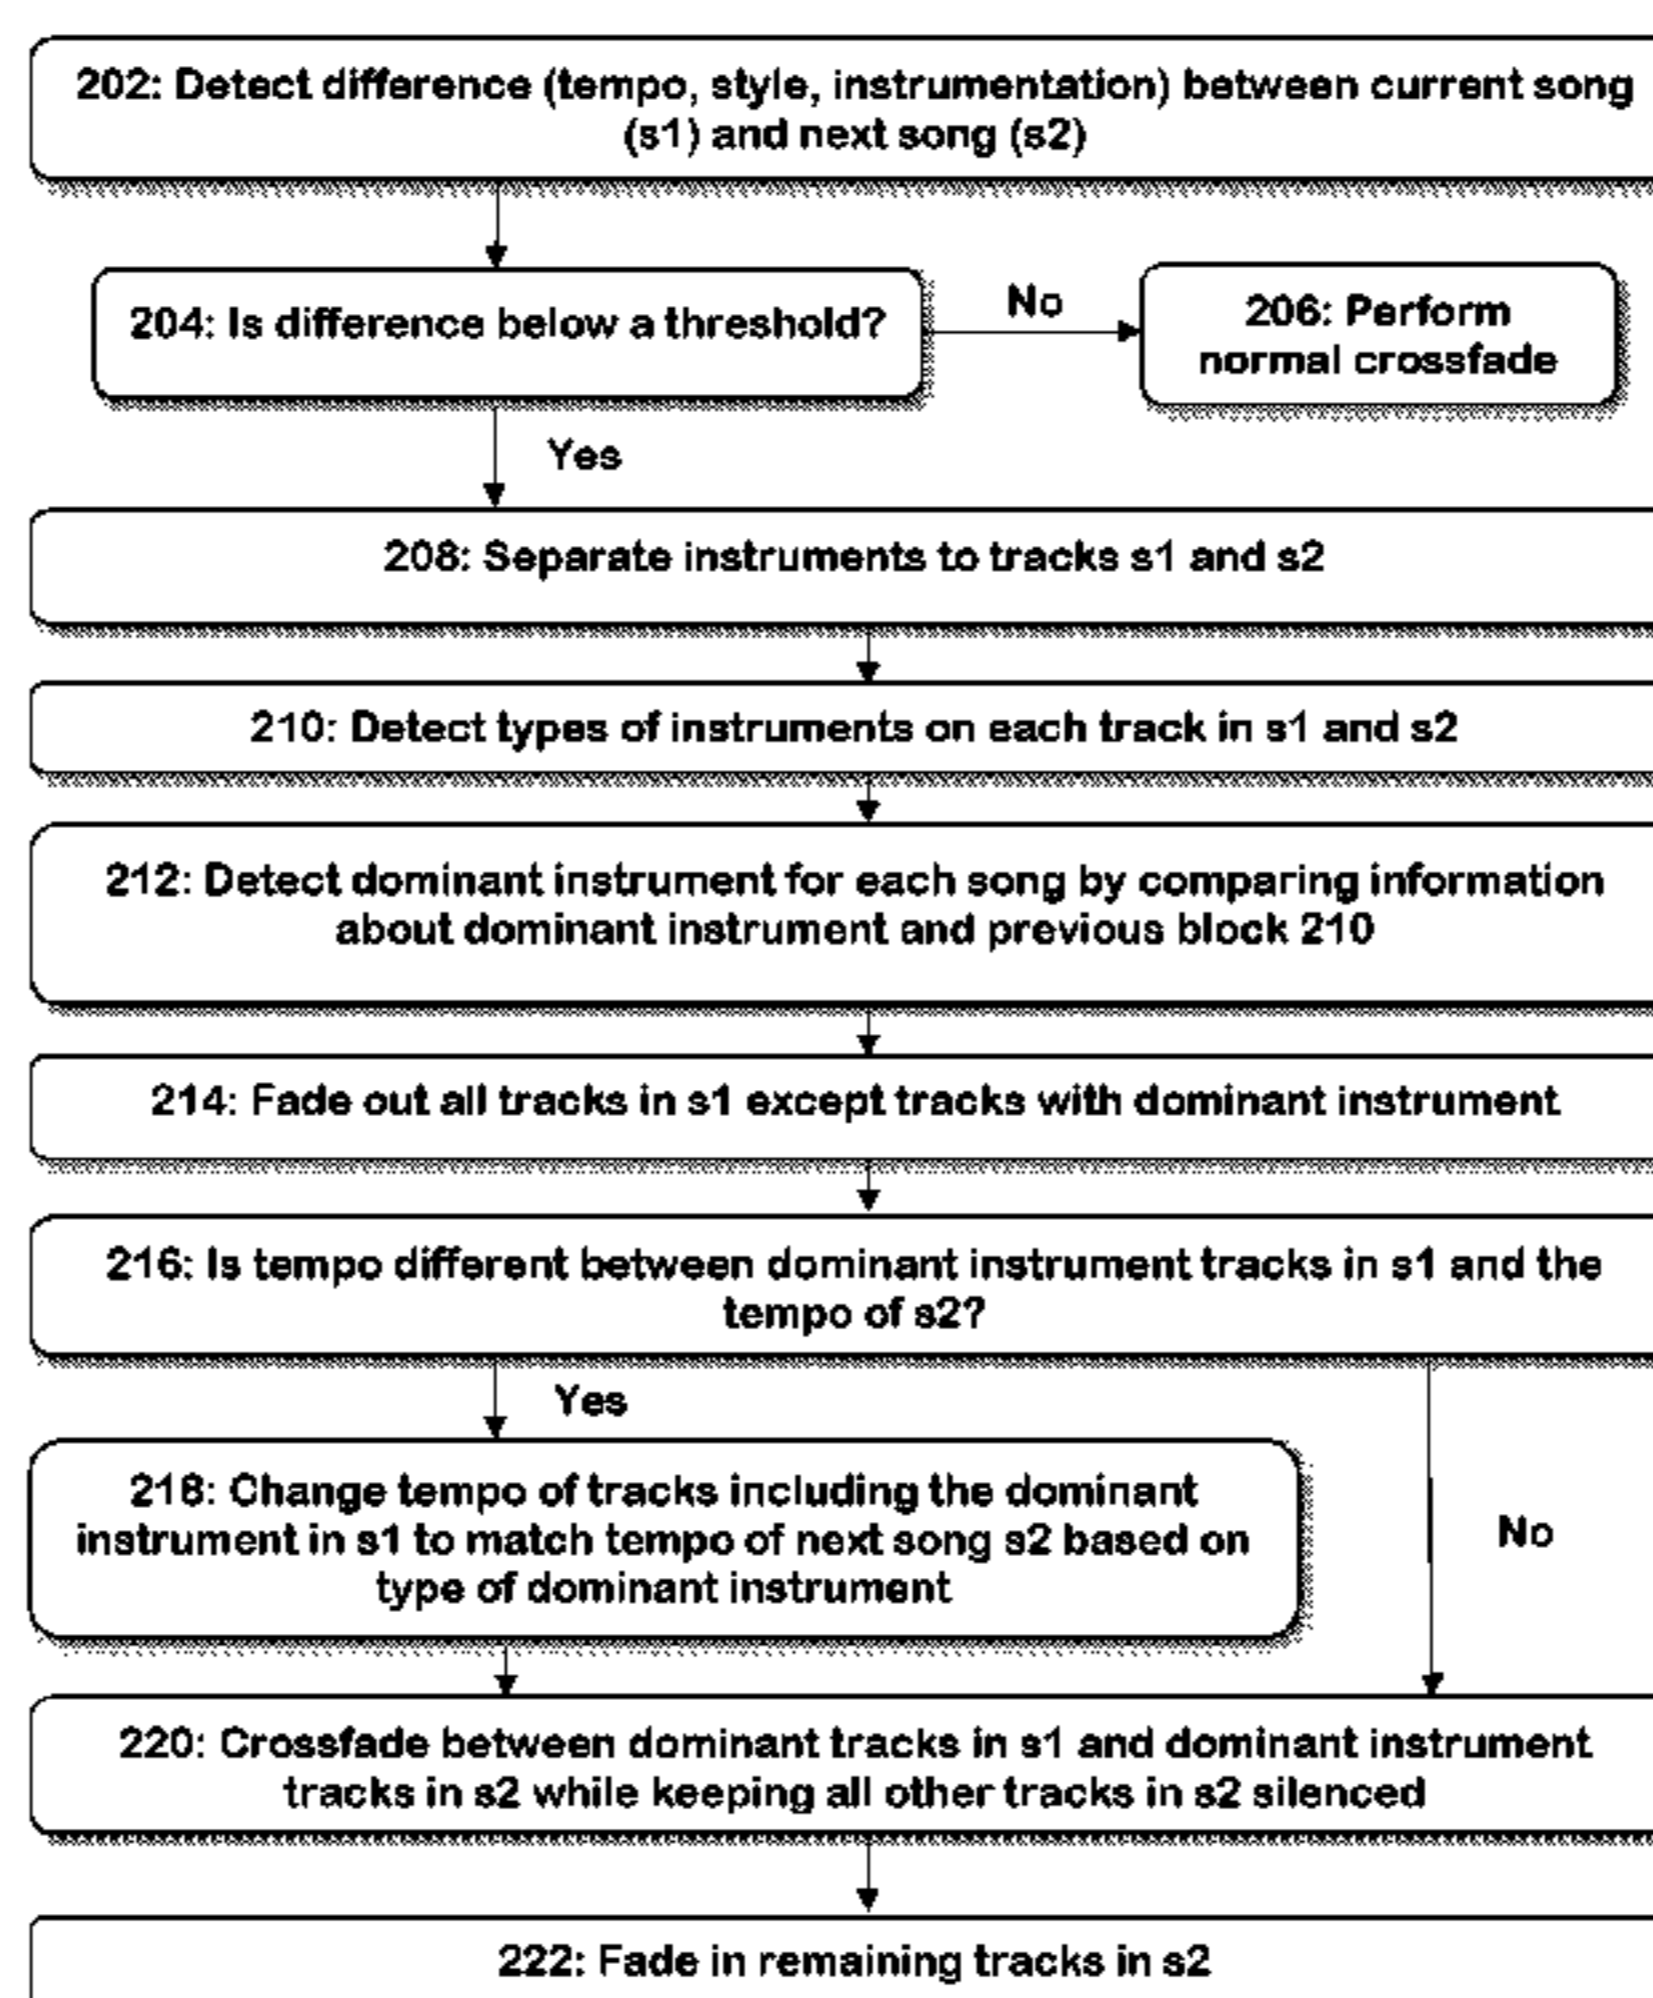 202: Detect difference (tempo, style, instrumentation) between current song
(s1) and next song (s2)
204: Is difference below a threshold?
No
206: Perform
normal crossfade
Yes
208: Separate instruments to tracks s1 and s2
210: Detect types of instruments on each track in s1 and s2
212: Detect dominant instrument for each song by comparing information
about dominant instrument and previous block 210
214: Fade out all tracks in s1 except tracks with dominant instrument
216: Is tempo different between dominant instrument tracks in s1 and the
tempo of s2?
Yes
218: Change tempo of tracks including the dominant
instrument in s1 to match tempo of next song s2 based on
type of dominant instrument
No
220: Crossfade between dominant tracks in s1 and dominant instrument
tracks in s2 while keeping all other tracks in s2 silenced
222: Fade in remaining tracks in s2